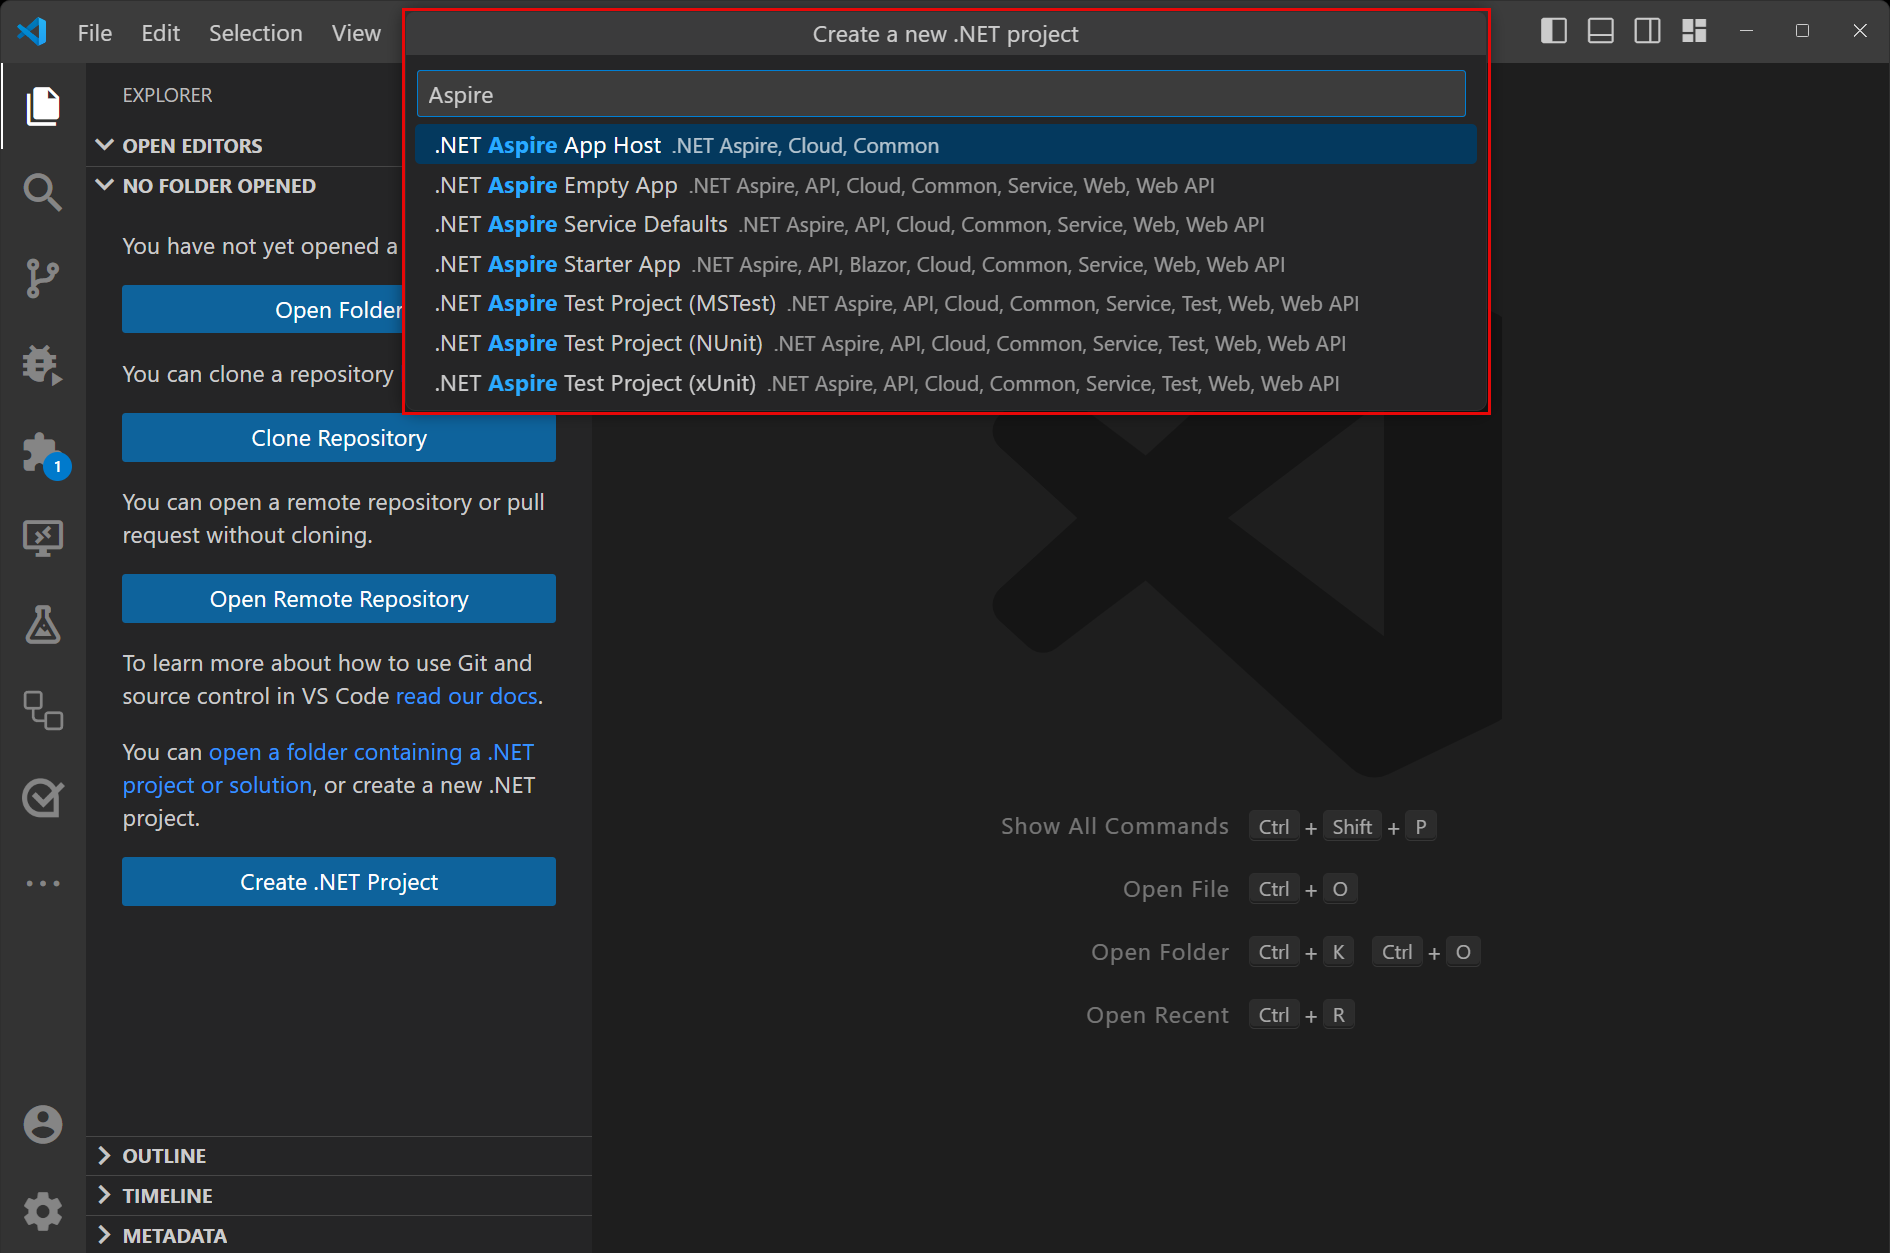 File Edit Selection View
Create a new .NET project
Aspire
.NET Aspire App Host .NET Aspire, Cloud, Common
.NET Aspire Empty App .NET Aspire, API, Cloud, Common, Service, Web, Web API
.NET Aspire Service Defaults .NET Aspire, API, Cloud, Common, Service, Web, Web API
.NET Aspire Starter App .NET Aspire, API, Blazor, Cloud, Common, Service, Web, Web API
.NET Aspire Test Project (MSTest) .NET Aspire, API, Cloud, Common, Service, Test, Web, Web API
.NET Aspire Test Project (NUnit) .NET Aspire, API, Cloud, Common, Service, Test, Web, Web API
.NET Aspire Test Project (xUnit) .NET Aspire, API, Cloud, Common, Service, Test, Web, Web API
EXPLORER
OPEN EDITORS
NO FOLDER OPENED
You have not yet opened a
Open Folder
You can clone a repository
Clone Repository
You can open a remote repository or pull
request without cloning.
Open Remote Repository
To learn more about how to use Git and
source control in VS Code read our docs.
You can open a folder containing a .NET
project or solution, or create a new .NET
project.
Create .NET Project
1
OUTLINE
TIMELINE
METADATA
Show All Commands Ctrl + Shift + P
Open File Ctrl + O
Open Folder Ctrl + K Ctrl + O
Open Recent Ctrl + R